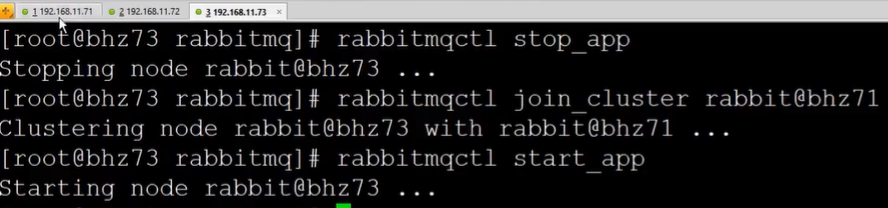 1 192.168.11.71 2 192.168.11.72 3 192.168.11.73 ×
[root@bhz73 rabbitmq]# rabbitmqctl stop_app
Stopping node rabbit@bhz73 ...
[root@bhz73 rabbitmq]# rabbitmqctl join_cluster rabbit@bhz71
Clustering node rabbit@bhz73 with rabbit@bhz71 ...
[root@bhz73 rabbitmq]# rabbitmqctl start_app
Starting node rabbit@bhz73 ...